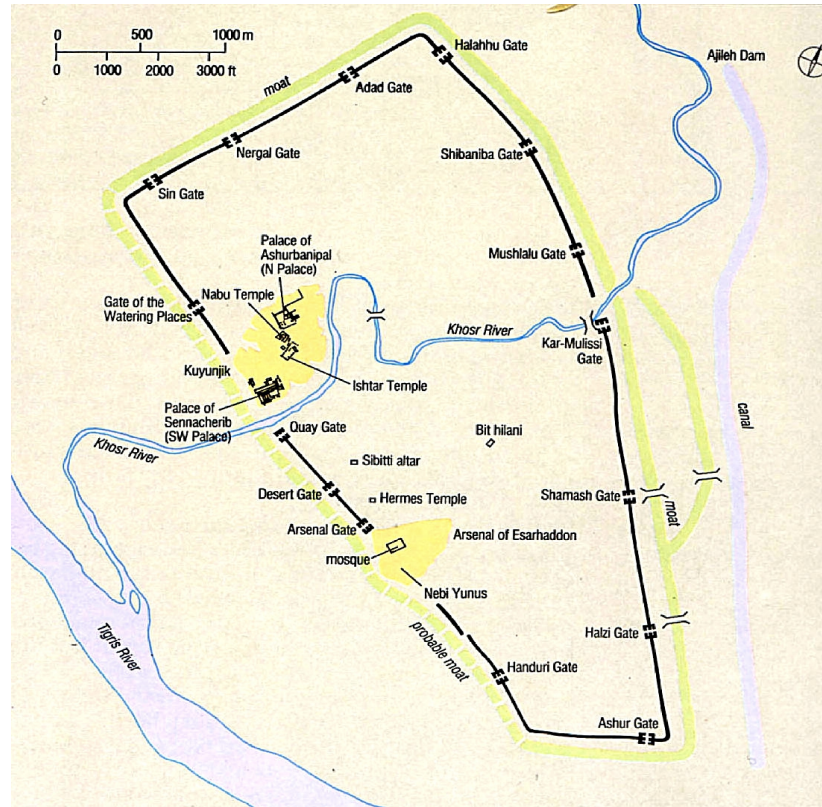 0 500 1000 m
0 1000 2000 3000 ft
Halahhu Gate
Ajileh Dam
moat
Adad Gate
Nergal Gate
Shibaniba Gate
Sin Gate
Palace of
Ashurbanipal
(N Palace)
Mushlalu Gate
Nabu Temple
Gate of the
Watering Places
Khosr River
Kar-Mulissi
Gate
Kuyunjik
Ishtar Temple
Palace of
Sennacherib
(SW Palace)
canal
Quay Gate
Bit hilani
Khosr River
Sibitti altar
Desert Gate
Hermes Temple
Shamash Gate
moat
Arsenal Gate
Arsenal of Esarhaddon
mosque
Nebi Yunus
Tigris River
probable moat
Halzi Gate
Handuri Gate
Ashur Gate